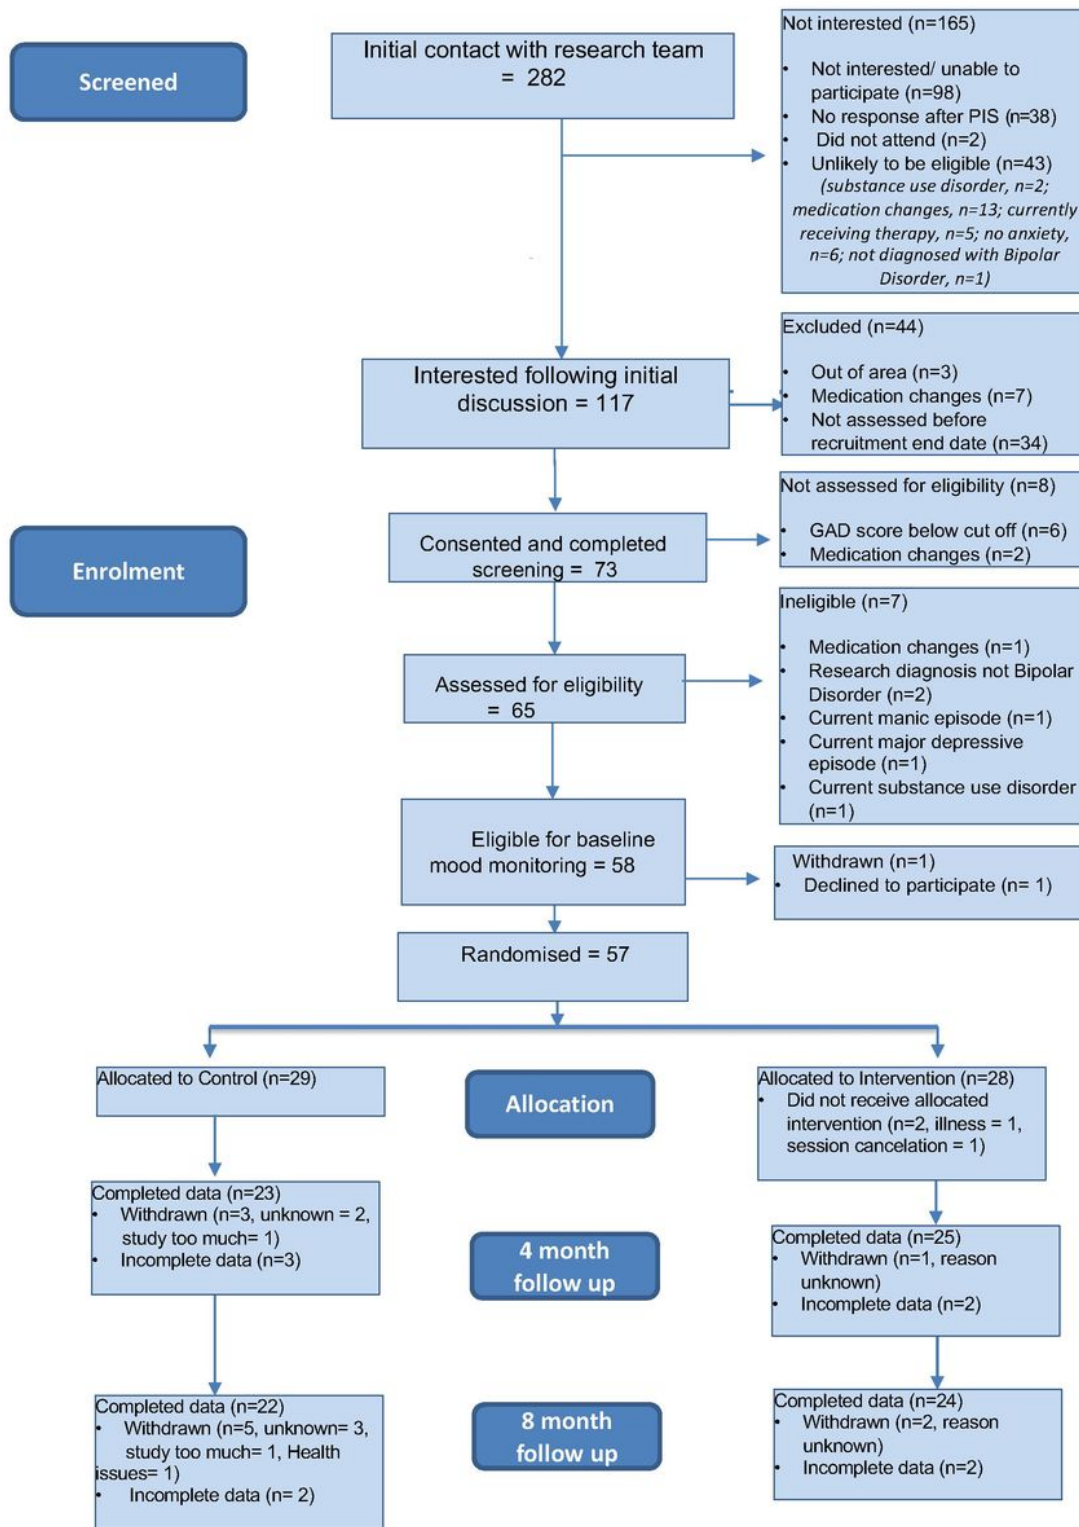 Screened
Initial contact with research team
= 282
Not interested (n=165)
• Not interested/ unable to
participate (n=98)
• No response after PIS (n=38)
• Did not attend (n=2)
• Unlikely to be eligible (n=43)
(substance use disorder, n=2;
medication changes, n=13; currently
receiving therapy, n=5; no anxiety,
n=6; not diagnosed with Bipolar
Disorder, n=1)
Interested following initial
discussion = 117
Excluded (n=44)
• Out of area (n=3)
• Medication changes (n=7)
• Not assessed before
recruitment end date (n=34)
Enrolment
Consented and completed
screening = 73
Not assessed for eligibility (n=8)
• GAD score below cut off (n=6)
• Medication changes (n=2)
Assessed for eligibility
= 65
Ineligible (n=7)
• Medication changes (n=1)
• Research diagnosis not Bipolar
Disorder (n=2)
• Current manic episode (n=1)
• Current major depressive
episode (n=1)
• Current substance use disorder
(n=1)
Eligible for baseline
mood monitoring = 58
Withdrawn (n=1)
• Declined to participate (n= 1)
Randomised = 57
Allocated to Control (n=29)
Allocation
Allocated to Intervention (n=28)
• Did not receive allocated
intervention (n=2, illness = 1,
session cancelation = 1)
Completed data (n=23)
• Withdrawn (n=3, unknown = 2,
study too much= 1)
• Incomplete data (n=3)
4 month
follow up
Completed data (n=25)
• Withdrawn (n=1, reason
unknown)
• Incomplete data (n=2)
Completed data (n=22)
• Withdrawn (n=5, unknown= 3,
study too much= 1, Health
issues= 1)
• Incomplete data (n= 2)
8 month
follow up
Completed data (n=24)
• Withdrawn (n=2, reason
unknown)
• Incomplete data (n=2)